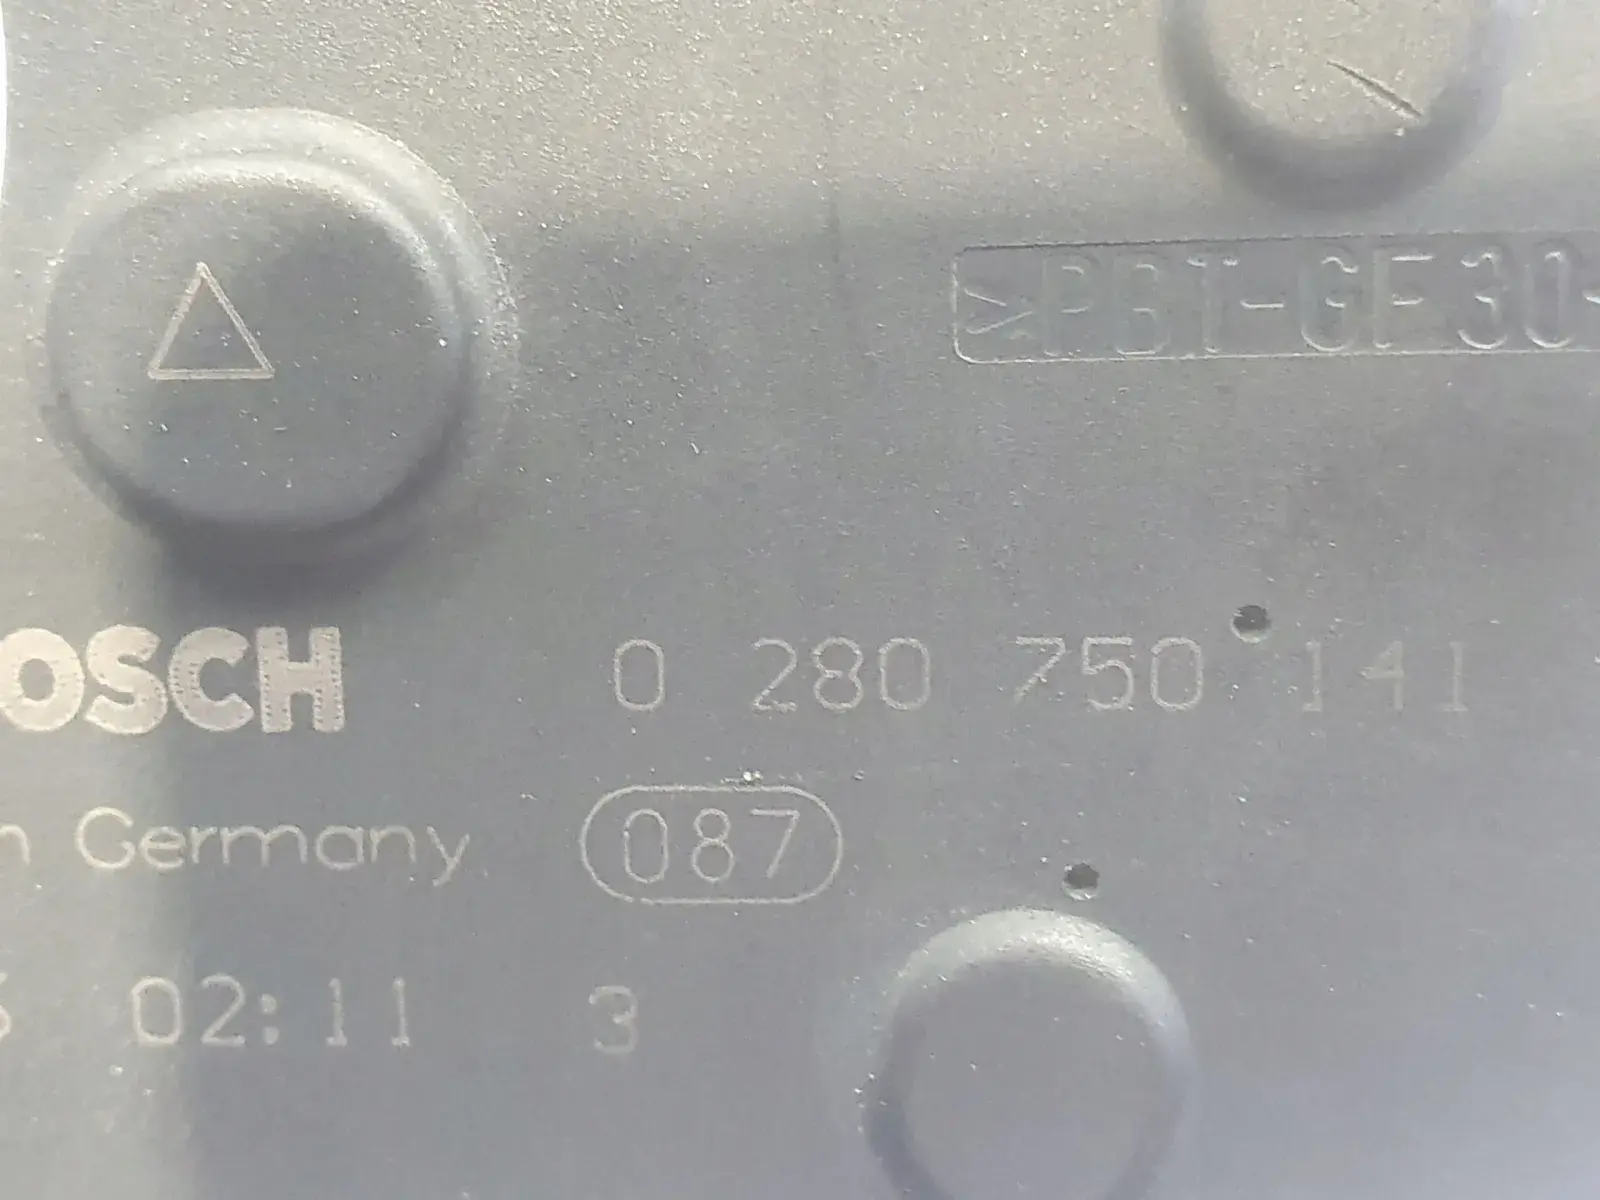 >PBT-GF30<
OSCH 0 280 750 141
n Germany 087
02:11 3